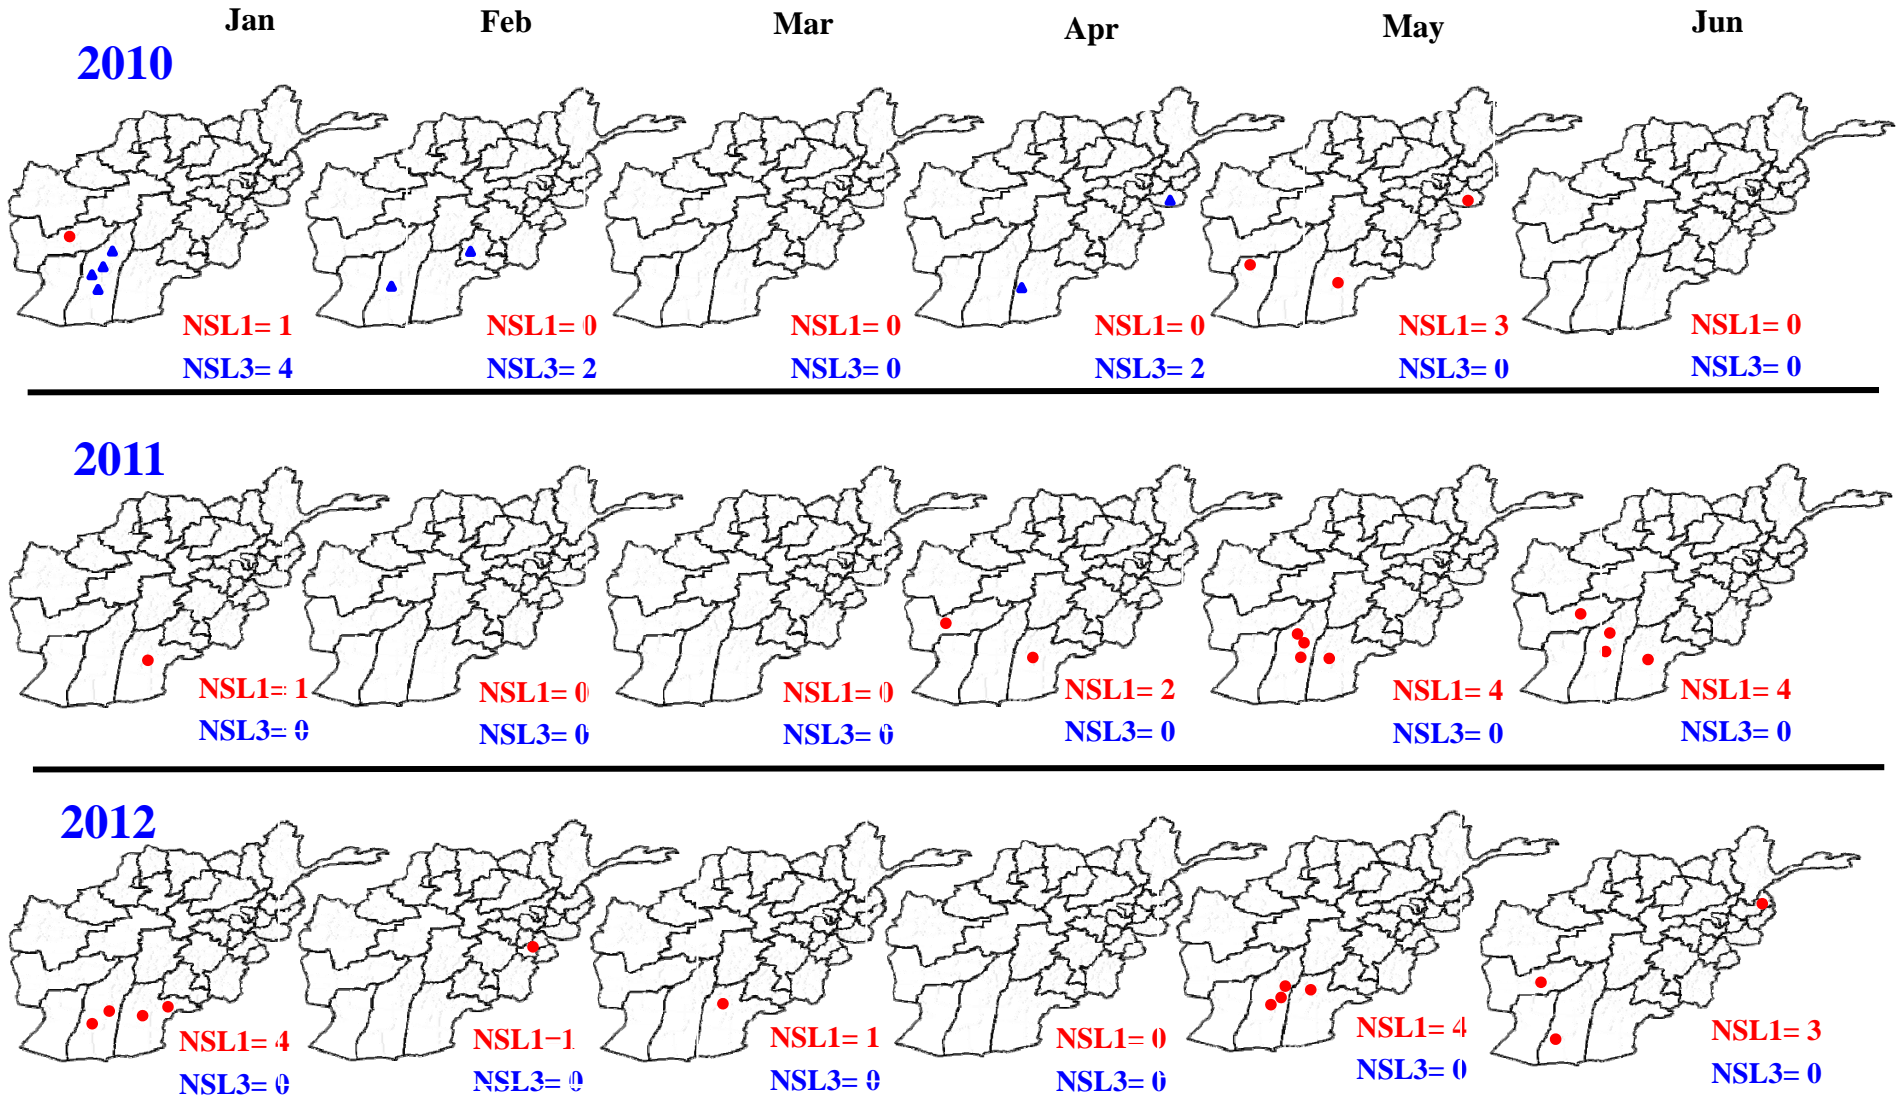 Jan Feb Mar Apr May Jun
2010
NSL1= 1 NSL1= 0 NSL1= 0 NSL1= 0 NSL1= 3 NSL1= 0
NSL3= 4 NSL3= 2 NSL3= 0 NSL3= 2 NSL3= 0 NSL3= 0
2011
NSL1= 1 NSL1= 0 NSL1= 0 NSL1= 2 NSL1= 4 NSL1= 4
NSL3= 0 NSL3= 0 NSL3= 0 NSL3= 0 NSL3= 0 NSL3= 0
2012
NSL1= 4 NSL1−1 NSL1= 1 NSL1= 0 NSL1= 4 NSL1= 3
NSL3= 0 NSL3= 0 NSL3= 0 NSL3= 0 NSL3= 0 NSL3= 0